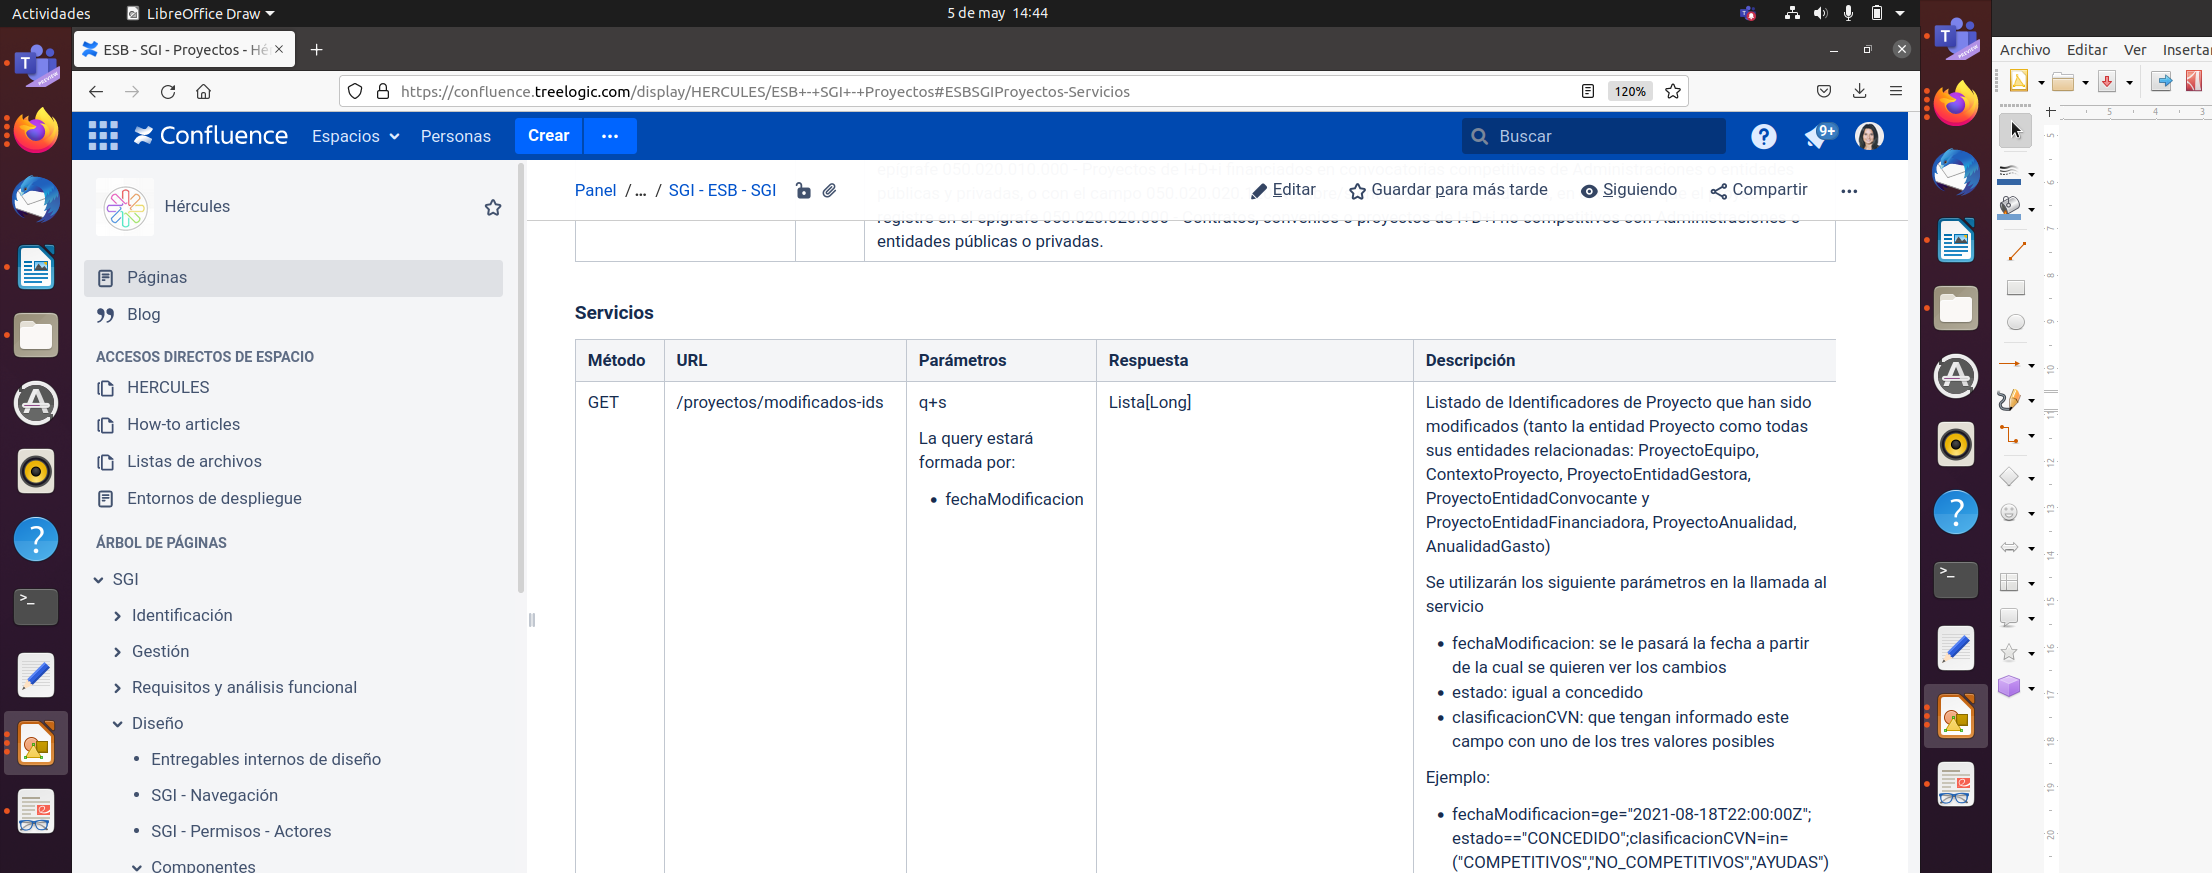 Actividades
LibreOffice Draw
5 de may 14:44
ESB - SGI - Proyectos - Hé
https://confluence.treelogic.com/display/HERCULES/ESB+-+SGI+-+Proyectos#ESBSGIProyectos-Servicios
120%
Archivo Editar Ver Insertar
Confluence
Espacios
Personas
Crear
Buscar
9+
Hércules
Páginas
Blog
ACCESOS DIRECTOS DE ESPACIO
HERCULES
How-to articles
Listas de archivos
Entornos de despliegue
ÁRBOL DE PÁGINAS
SGI
Identificación
Gestión
Requisitos y análisis funcional
Diseño
Entregables internos de diseño
SGI - Navegación
SGI - Permisos - Actores
Componentes
Panel / ... / SGI - ESB - SGI
Editar
Guardar para más tarde
Siguiendo
Compartir
entidades públicas o privadas.
Servicios
Método URL Parámetros Respuesta Descripción
GET
/proyectos/modificados-ids
q+s
La query estará
formada por:
fechaModificacion
Lista[Long]
Listado de Identificadores de Proyecto que han sido
modificados (tanto la entidad Proyecto como todas
sus entidades relacionadas: ProyectoEquipo,
ContextoProyecto, ProyectoEntidadGestora,
ProyectoEntidadConvocante y
ProyectoEntidadFinanciadora, ProyectoAnualidad,
AnualidadGasto)
Se utilizarán los siguiente parámetros en la llamada al
servicio
fechaModificacion: se le pasará la fecha a partir
de la cual se quieren ver los cambios
estado: igual a concedido
clasificacionCVN: que tengan informado este
campo con uno de los tres valores posibles
Ejemplo:
fechaModificacion=ge="2021-08-18T22:00:00Z";
estado=="CONCEDIDO";clasificacionCVN=in=
("COMPETITIVOS","NO_COMPETITIVOS","AYUDAS")